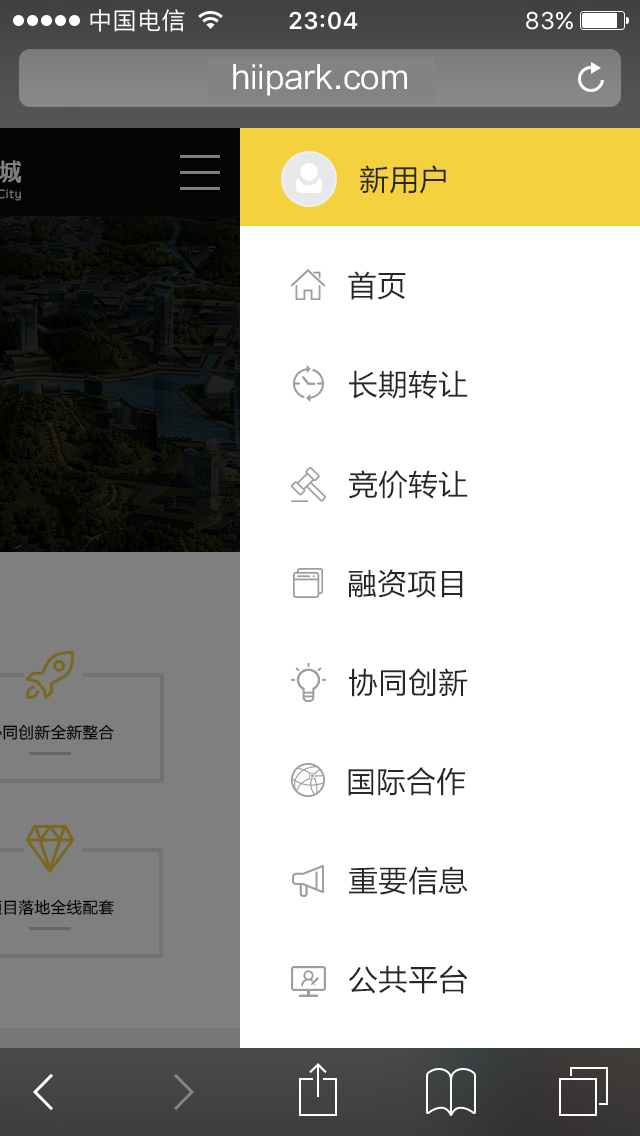 中国电信
23:04
83%
hiipark.com
城
City
新用户
首页
长期转让
竞价转让
融资项目
协同创新
国际合作
重要信息
公共平台
同创新全新整合
目落地全线配套